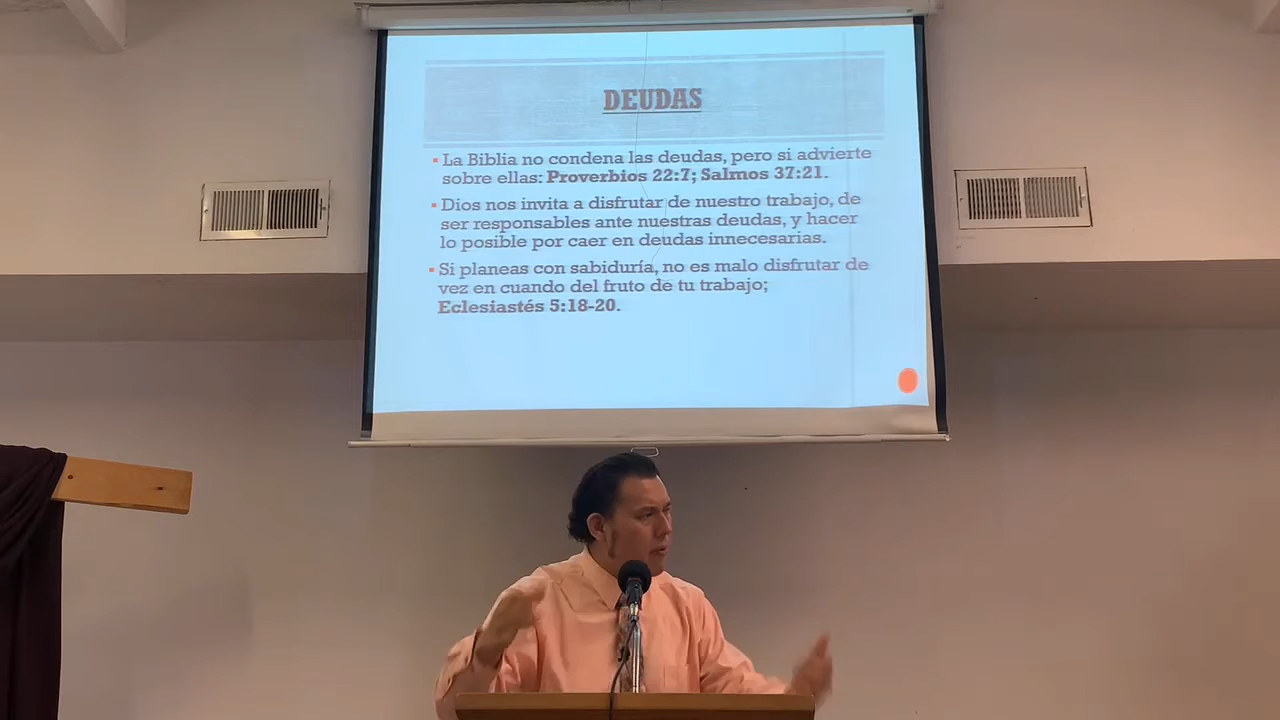 DEUDAS
▪ La Biblia no condena las deudas, pero si advierte
sobre ellas: Proverbios 22:7; Salmos 37:21.
▪ Dios nos invita a disfrutar de nuestro trabajo, de
ser responsables ante nuestras deudas, y hacer
lo posible por caer en deudas innecesarias.
▪ Si planeas con sabiduría, no es malo disfrutar de
vez en cuando del fruto de tu trabajo;
Eclesiastés 5:18-20.